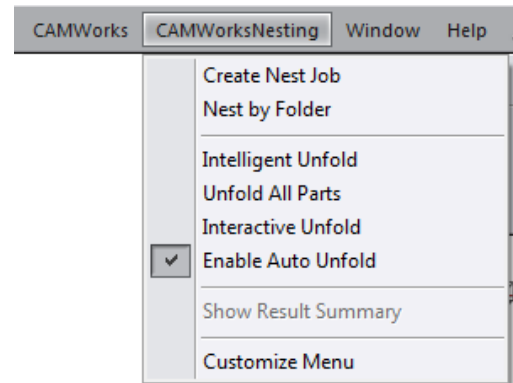 CAMWorks CAMWorksNesting Window Help
Create Nest Job
Nest by Folder
Intelligent Unfold
Unfold All Parts
Interactive Unfold
Enable Auto Unfold
Show Result Summary
Customize Menu